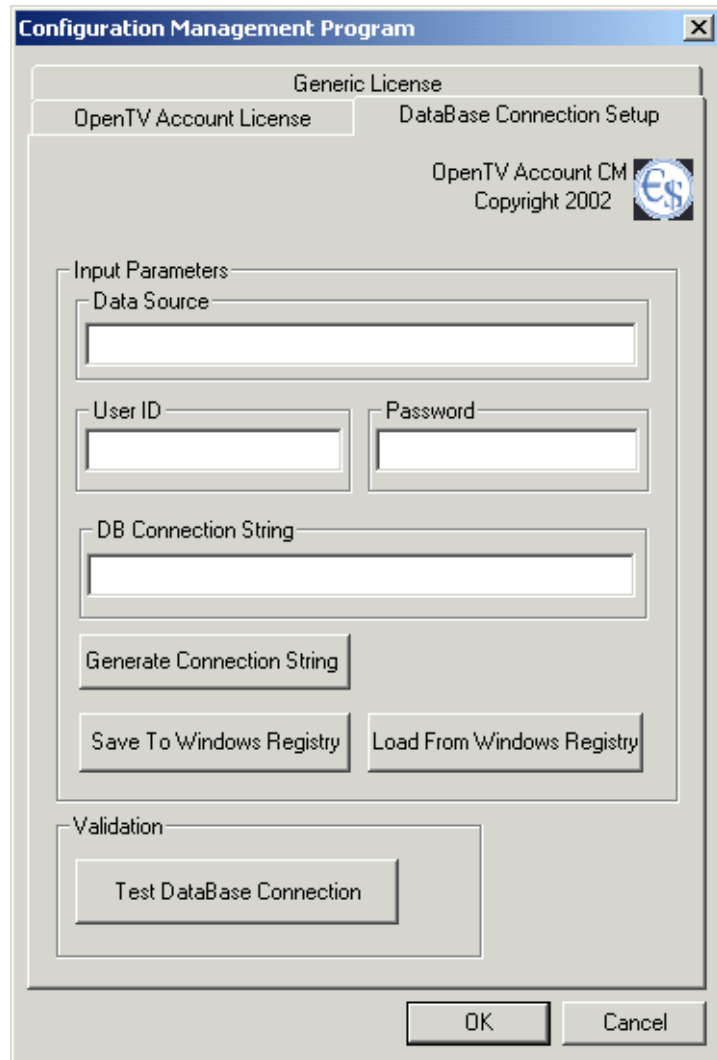 Configuration Management Program
Generic License
OpenTV Account License
DataBase Connection Setup
OpenTV Account CM
Copyright 2002
€$
Input Parameters
Data Source
User ID
Password
DB Connection String
Generate Connection String
Save To Windows Registry
Load From Windows Registry
Validation
Test DataBase Connection
OK
Cancel